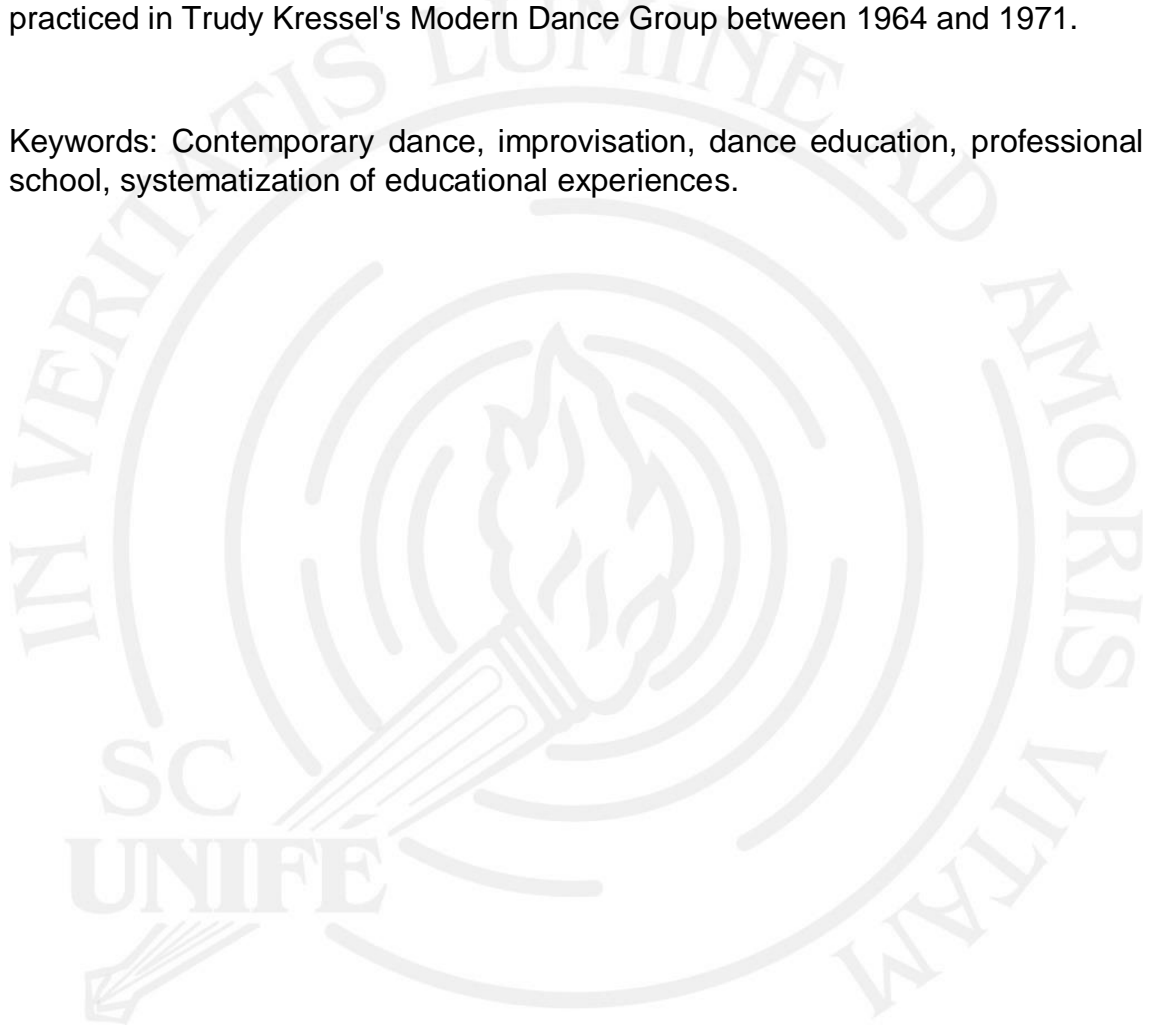 practiced in Trudy Kressel's Modern Dance Group between 1964 and 1971.
Keywords: Contemporary dance, improvisation, dance education, professional
school, systematization of educational experiences.
IN VERITATIS LUMINE AD AMORIS VITAM
SC
UNIFÉ